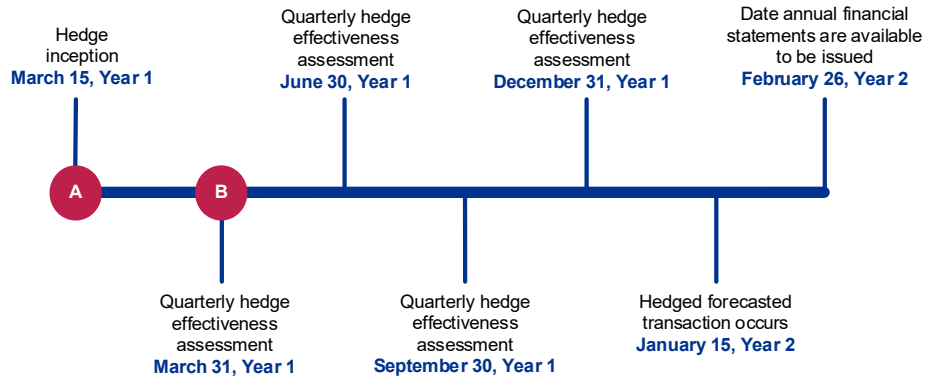 Hedge
inception
March 15, Year 1
Quarterly hedge
effectiveness
assessment
June 30, Year 1
Quarterly hedge
effectiveness
assessment
December 31, Year 1
Date annual financial
statements are available
to be issued
February 26, Year 2
A
B
Quarterly hedge
effectiveness
assessment
March 31, Year 1
Quarterly hedge
effectiveness
assessment
September 30, Year 1
Hedged forecasted
transaction occurs
January 15, Year 2